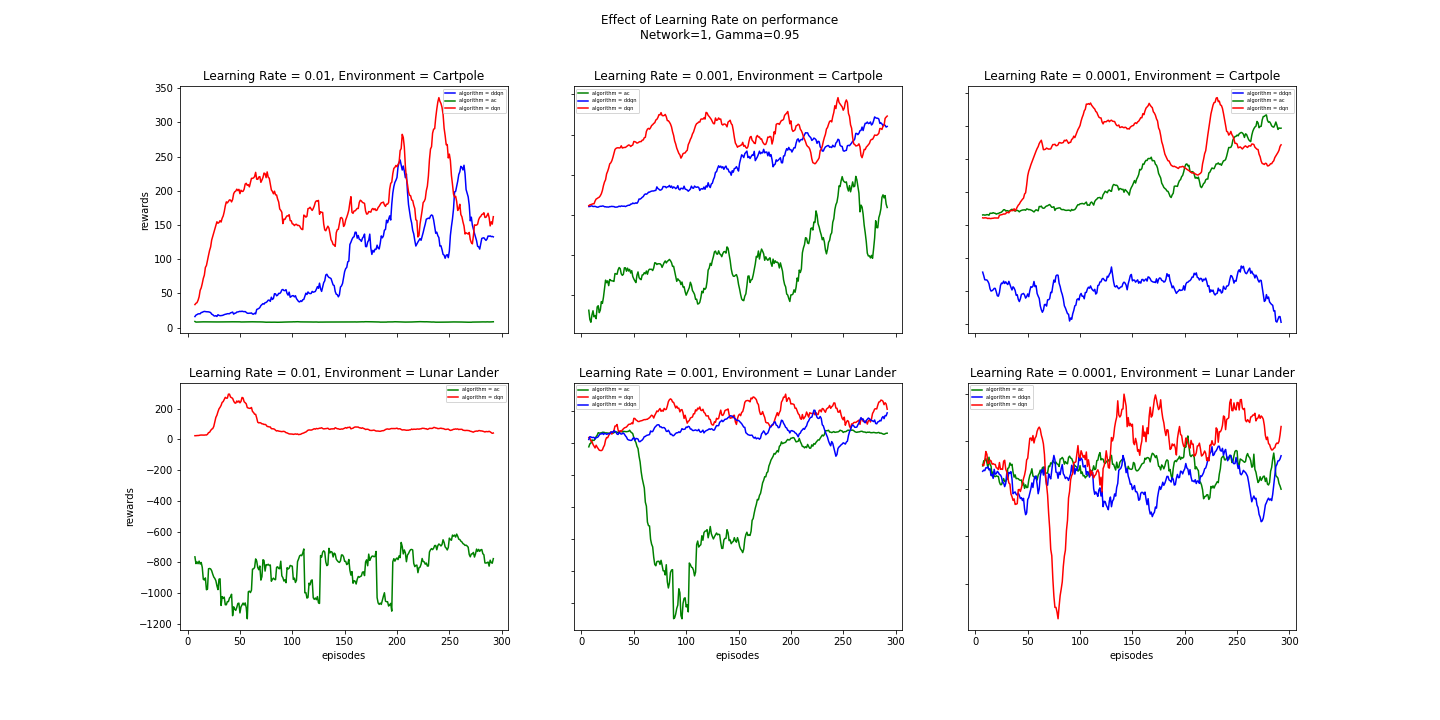 Effect of Learning Rate on performance
Network=1, Gamma=0.95
Learning Rate = 0.01, Environment = Cartpole
350
300
250
200
150
100
50
0
rewards
algorithm = ddqn
algorithm = ac
algorithm = dqn
Learning Rate = 0.001, Environment = Cartpole
algorithm = ac
algorithm = ddqn
algorithm = dqn
Learning Rate = 0.0001, Environment = Cartpole
algorithm = ddqn
algorithm = ac
algorithm = dqn
Learning Rate = 0.01, Environment = Lunar Lander
200
0
−200
−400
−600
−800
−1000
−1200
rewards
algorithm = ac
algorithm = dqn
0 50 100 150 200 250 300
episodes
Learning Rate = 0.001, Environment = Lunar Lander
algorithm = ac
algorithm = dqn
algorithm = ddqn
0 50 100 150 200 250 300
episodes
Learning Rate = 0.0001, Environment = Lunar Lander
algorithm = ac
algorithm = ddqn
algorithm = dqn
0 50 100 150 200 250 300
episodes